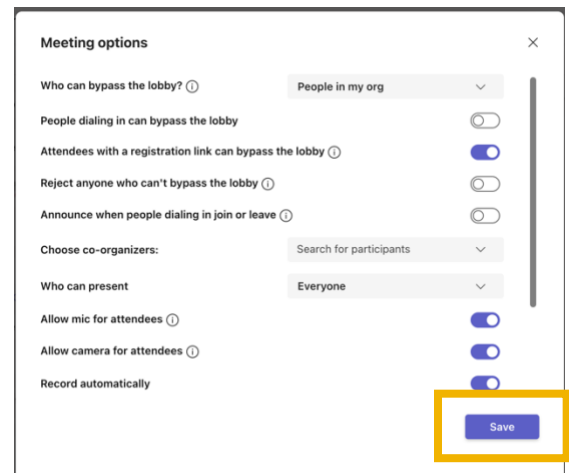 Meeting options
Who can bypass the lobby? People in my org
People dialing in can bypass the lobby
Attendees with a registration link can bypass the lobby
Reject anyone who can't bypass the lobby
Announce when people dialing in join or leave
Choose co-organizers: Search for participants
Who can present Everyone
Allow mic for attendees
Allow camera for attendees
Record automatically
Save